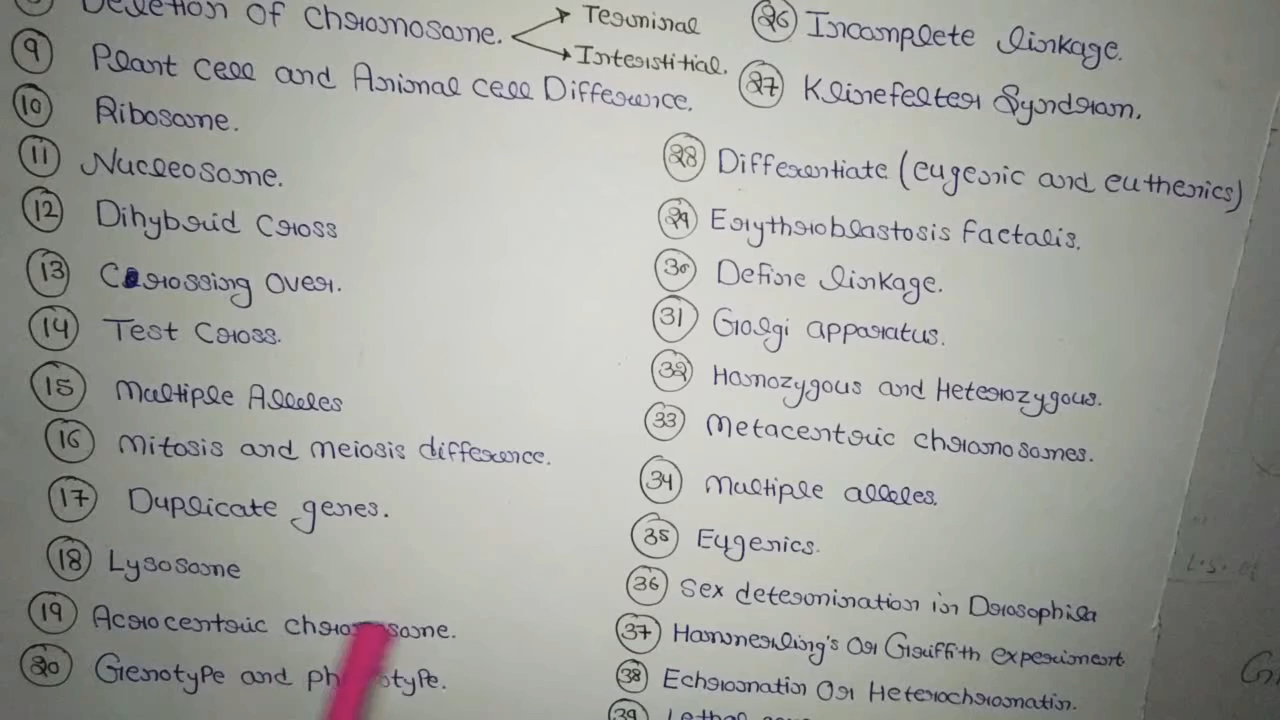 Deletion of chromosome. → Terminal
→ Interistitial.
9 Plant cell and Animal cell Difference.
10 Ribosome.
11 Nucleosome.
12 Dihybrid Cross
13 Crossing Over.
14 Test Cross.
15 Multiple Alleles
16 Mitosis and meiosis difference.
17 Duplicate genes.
18 Lysosome
19 Acrocentric chromosome.
20 Genotype and phenotype.
26 Incomplete linkage.
27 Klinefelter Syndram.
28 Differentiate (eugenic and euthenics)
29 Erythroblastosis factalis.
30 Define linkage.
31 Golgi apparatus.
32 Homozygous and Heterozygous.
33 Metacentric chromosomes.
34 Multiple alleles.
35 Eugenics.
36 Sex determination in Drosophila
37 Hammerling's Or Griffith experiment
38 Echromatin Or Heterochromatin.
39 Lethal